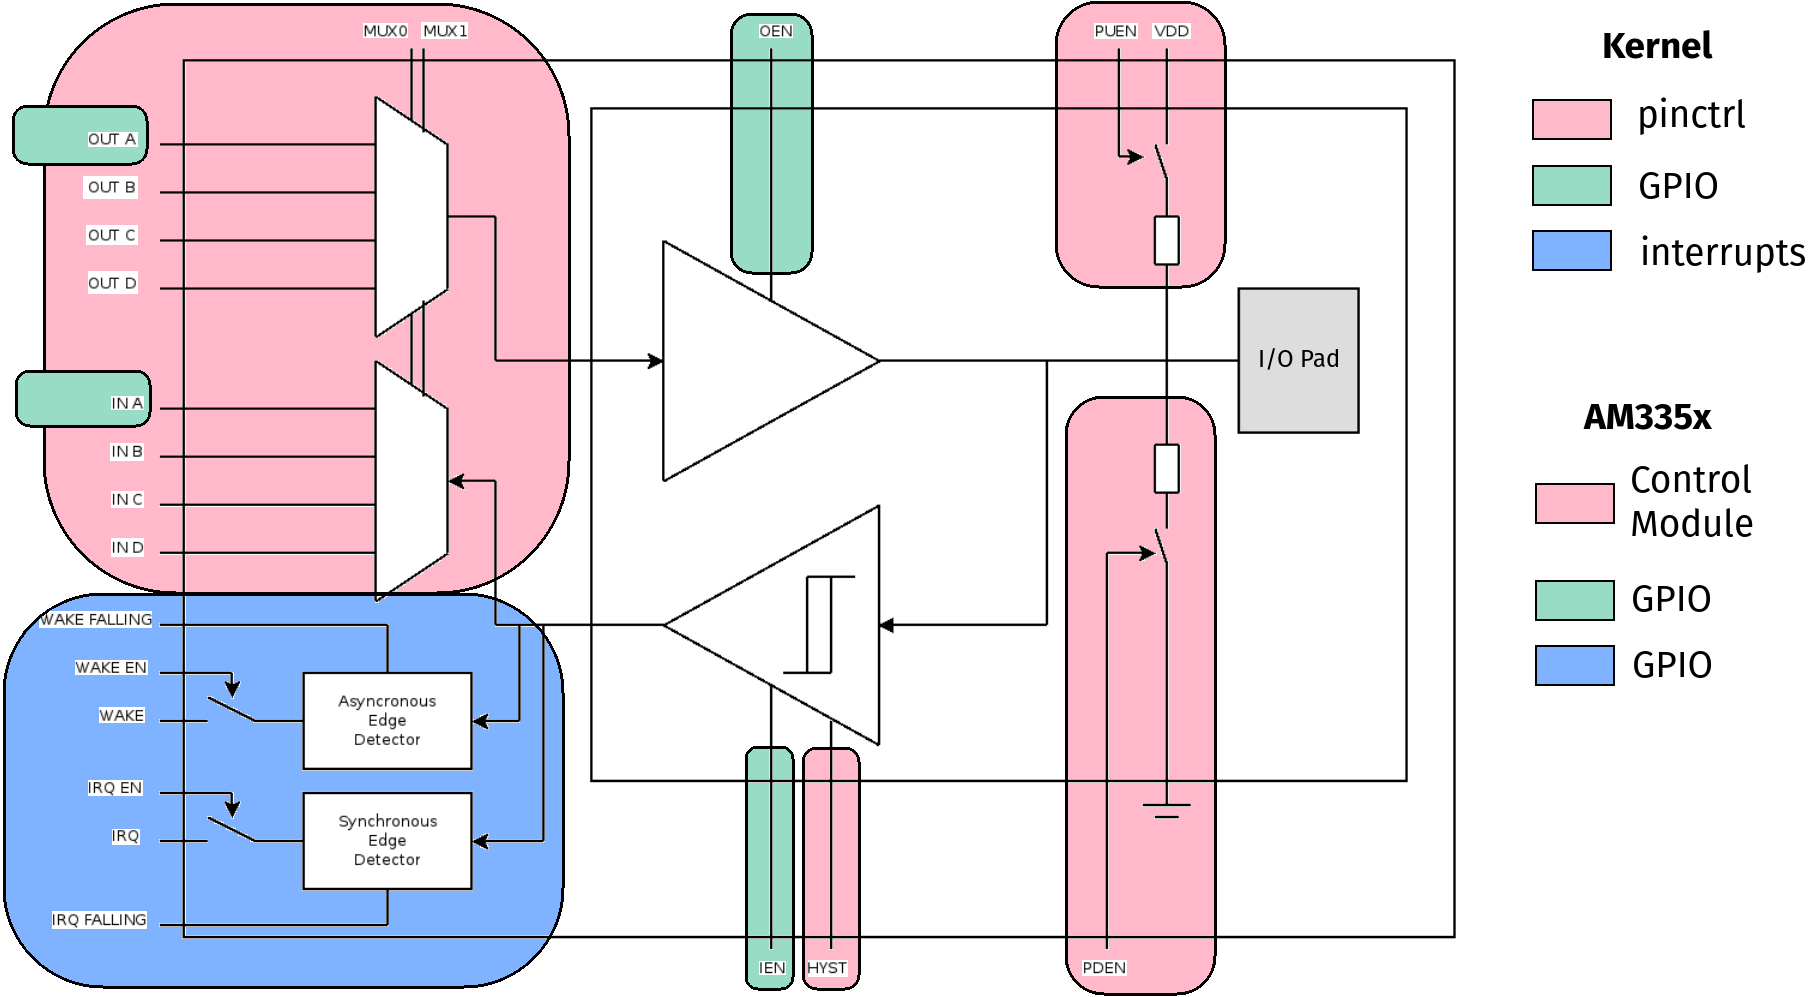 MUX0 MUX1
OEN
PUEN VDD
OUT A
OUT B
OUT C
OUT D
IN A
IN B
IN C
IN D
I/O Pad
WAKE FALLING
WAKE EN
WAKE
Asyncronous
Edge
Detector
IRQ EN
IRQ
Synchronous
Edge
Detector
IRQ FALLING
IEN
HYST
PDEN
Kernel
pinctrl
GPIO
interrupts
AM335x
Control
Module
GPIO
GPIO